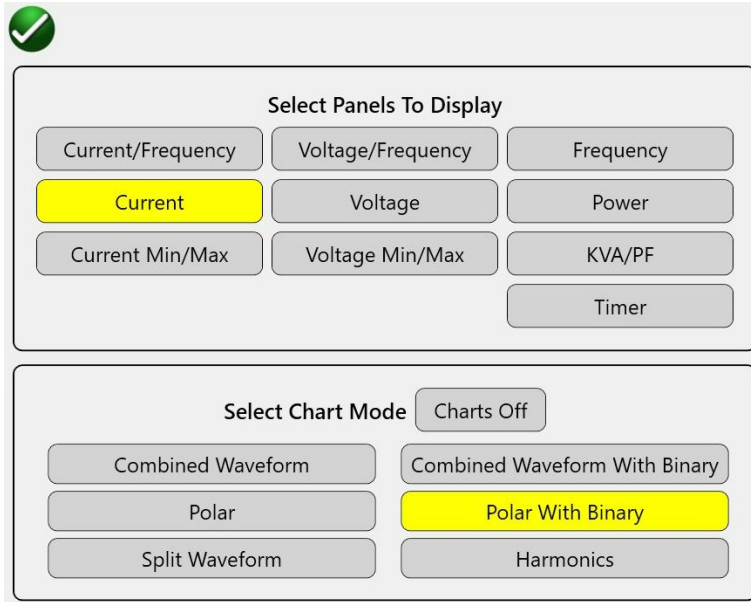 Select Panels To Display
Current/Frequency Voltage/Frequency Frequency
Current Voltage Power
Current Min/Max Voltage Min/Max KVA/PF
Timer
Select Chart Mode Charts Off
Combined Waveform Combined Waveform With Binary
Polar Polar With Binary
Split Waveform Harmonics